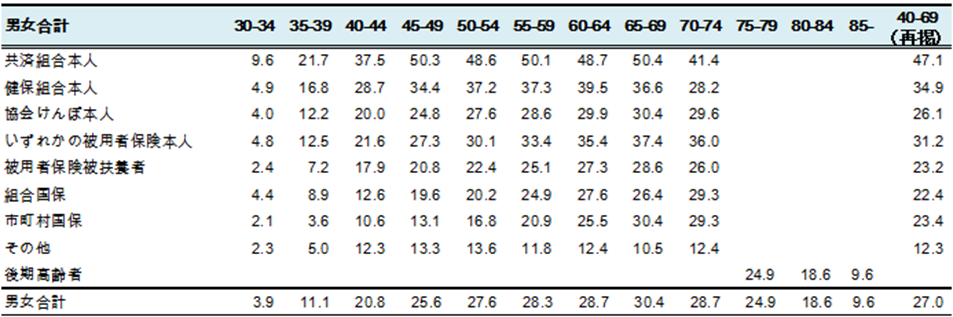 男女合計 30-34 35-39 40-44 45-49 50-54 55-59 60-64 65-69 70-74 75-79 80-84 85- 40-69 (再掲)
共済組合本人 9.6 21.7 37.5 50.3 48.6 50.1 48.7 50.4 41.4 47.1
健保組合本人 4.9 16.8 28.7 34.4 37.2 37.3 39.5 36.6 28.2 34.9
協会けんぽ本人 4.0 12.2 20.0 24.8 27.6 28.6 29.9 30.4 29.6 26.1
いずれかの被用者保険本人 4.8 12.5 21.6 27.3 30.1 33.4 35.4 37.4 36.0 31.2
被用者保険被扶養者 2.4 7.2 17.9 20.8 22.4 25.1 27.3 28.6 26.0 23.2
組合国保 4.4 8.9 12.6 19.6 20.2 24.9 27.6 26.4 29.3 22.4
市町村国保 2.1 3.6 10.6 13.1 16.8 20.9 25.5 30.4 29.3 23.4
その他 2.3 5.0 12.3 13.3 13.6 11.8 12.4 10.5 12.4 12.3
後期高齢者 24.9 18.6 9.6
男女合計 3.9 11.1 20.8 25.6 27.6 28.3 28.7 30.4 28.7 24.9 18.6 9.6 27.0